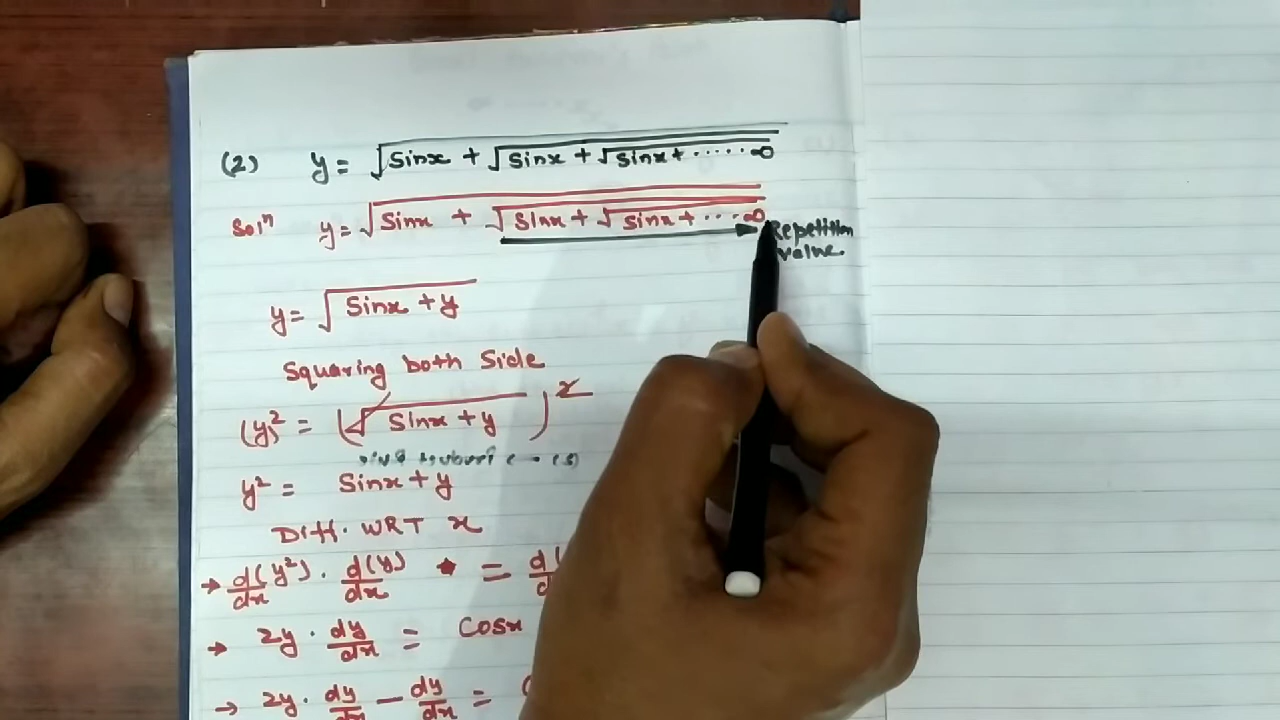 (2) y = √sinx + √sinx + √sinx + ..... ∞
Solⁿ y = √sinx + √sinx + √sinx + ... ∞
Repetition
value.
y = √sinx + y
Squaring both Side
(y)² = (√sinx + y)²
y² = sinx + y
Diff. WRT x
→ d/dx (y²) . d(y)/dx = d(
→ 2y . dy/dx = cosx
→ 2y . dy/dx — dy/dx =